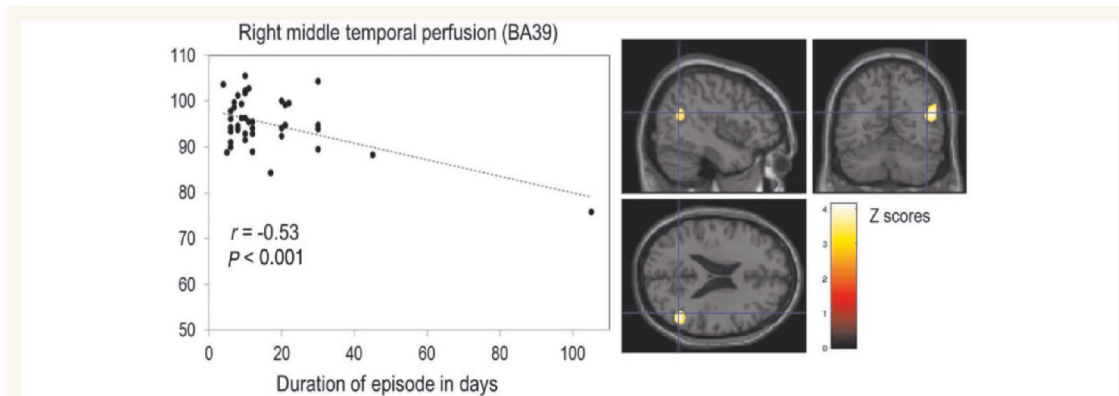 Right middle temporal perfusion (BA39)
110
100
90
80
70
60
50
r = -0.53
P < 0.001
0 20 40 60 80 100
Duration of episode in days
Z scores
4
3
2
1
0